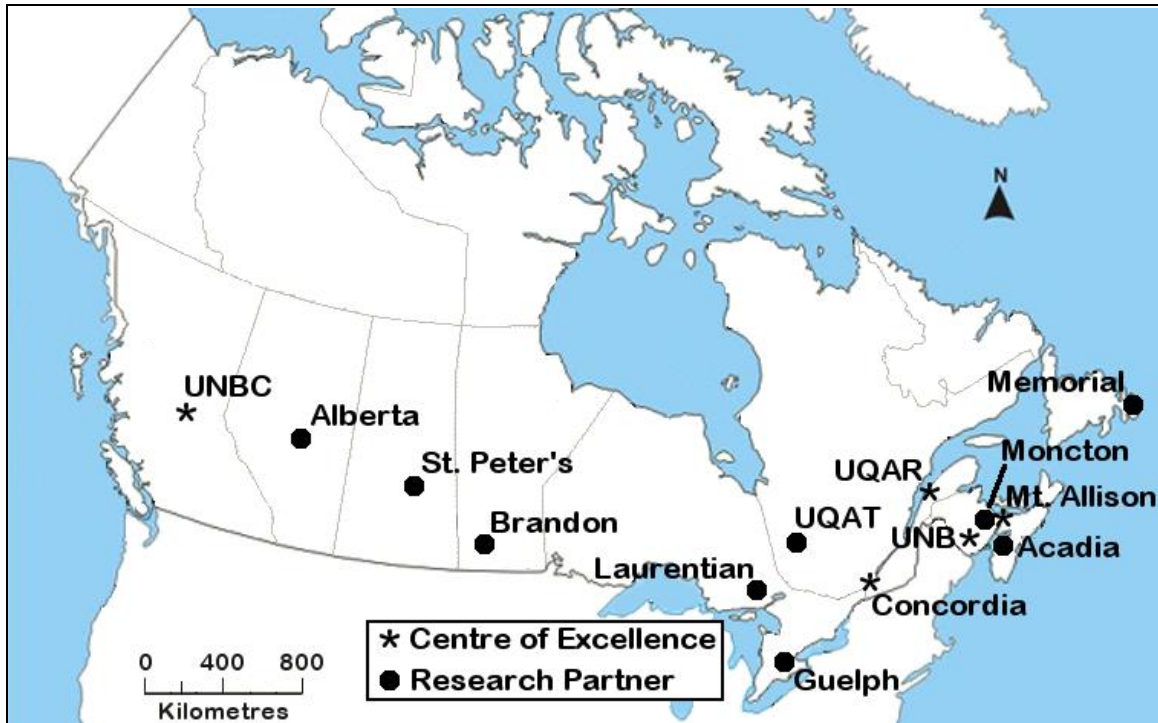 N
UNBC
Alberta
St. Peter's
Brandon
Memorial
Moncton
UQAR
Mt. Allison
UQAT
UNB
Acadia
Laurentian
Concordia
Guelph
* Centre of Excellence
● Research Partner
0 400 800
Kilometres